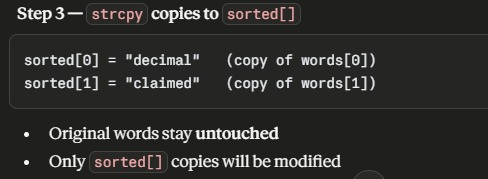 Step 3 — strcpy copies to sorted[]
sorted[0] = "decimal"   (copy of words[0])
sorted[1] = "claimed"   (copy of words[1])
• Original words stay untouched
• Only sorted[] copies will be modified